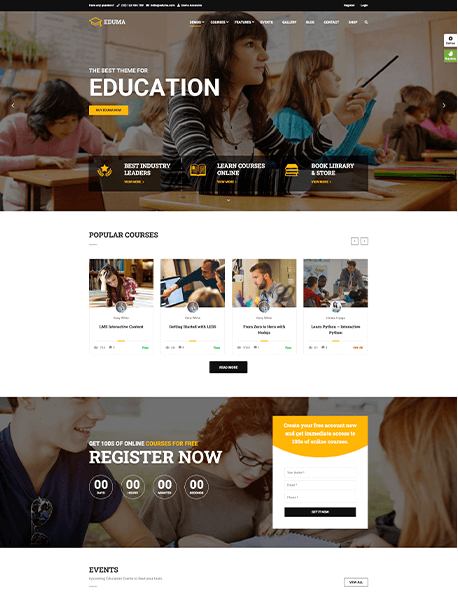 Have any question?
Register
Login
EDUMA
DEMOS
COURSES
FEATURES
EVENTS
GALLERY
BLOG
CONTACT
SHOP
THE BEST THEME FOR
EDUCATION
BUY EDUMA NOW
BEST INDUSTRY
LEADERS
VIEW MORE
LEARN COURSES
ONLINE
VIEW MORE
BOOK LIBRARY
& STORE
VIEW MORE
POPULAR COURSES
LMS Interactive Content
Getting Started with LESS
From Zero to Hero with
Nodejs
Learn Python – Interactive
Python
READ MORE
GET 100S OF ONLINE COURSES FOR FREE
REGISTER NOW
00
DAYS
00
HOURS
00
MINUTES
00
SECONDS
Create your free account now
and get immediate access to
100s of online courses.
Your Name *
Email *
Phone *
GET IT NOW
EVENTS
VIEW ALL